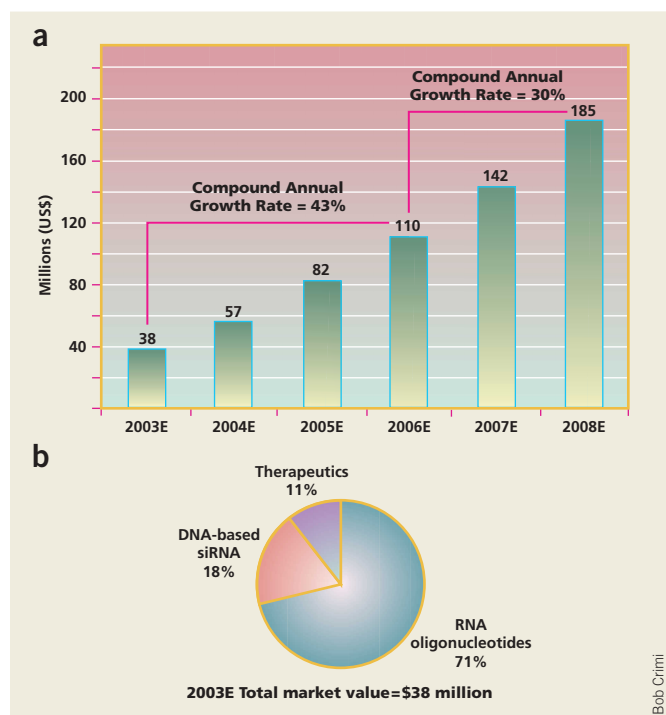 a
Millions (US$)
200
160
120
80
40
Compound Annual
Growth Rate = 43%
Compound Annual
Growth Rate = 30%
38
57
82
110
142
185
2003E 2004E 2005E 2006E 2007E 2008E
b
Therapeutics
11%
DNA-based
siRNA
18%
RNA
oligonucleotides
71%
2003E Total market value=$38 million
Bob Crimi